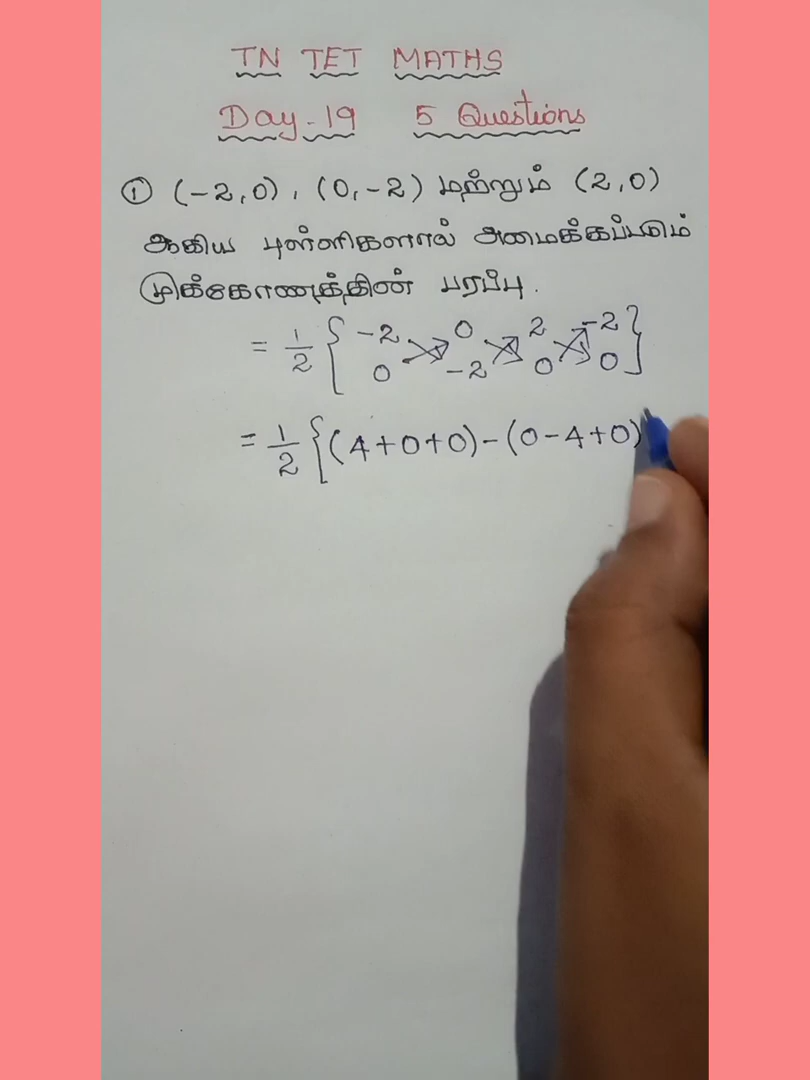 TN TET MATHS
Day-19 5 Questions
① (-2,0), (0,-2) மற்றும் (2,0)
ஆகிய புள்ளிகளால் அமைக்கப்படும்
முக்கோணத்தின் பரப்பு.
= 1/2 { -2 0 2 -2
0 -2 0 0 }
= 1/2 { (4+0+0)-(0-4+0)